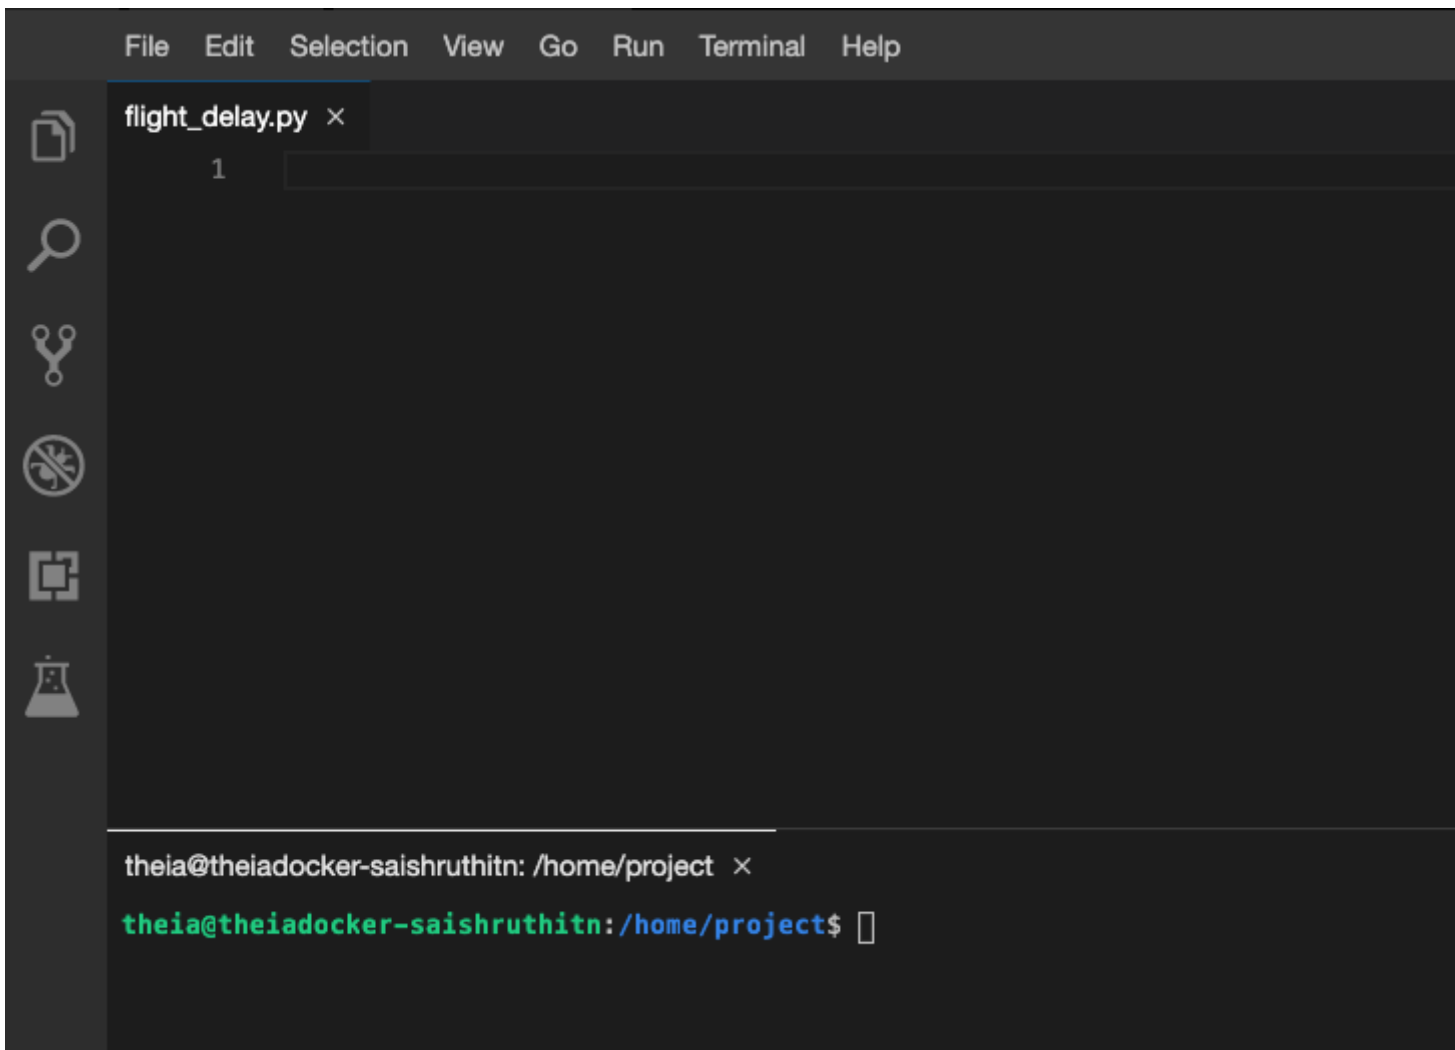 File Edit Selection View Go Run Terminal Help
flight_delay.py ×
1
theia@theiadocker-saishruthitn: /home/project ×
theia@theiadocker-saishruthitn:/home/project$